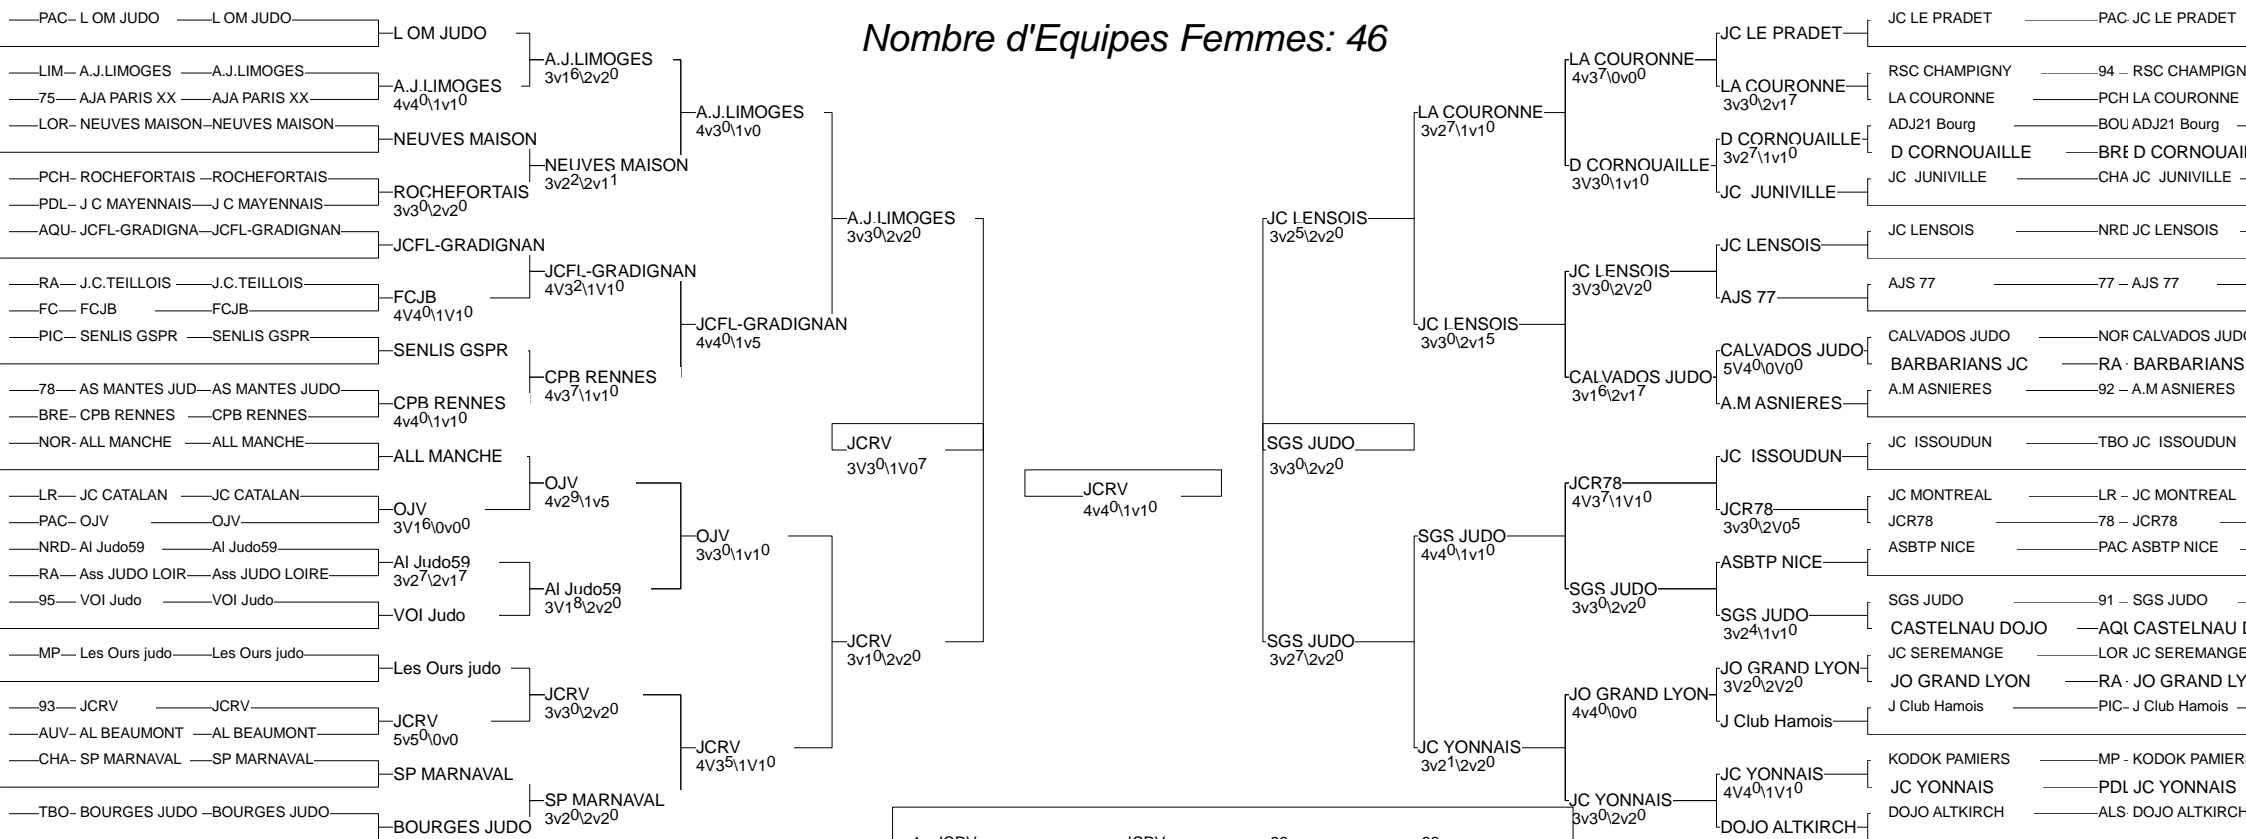 Nombre d'Equipes Femmes: 46
PAC L OM JUDO L OM JUDO
LIM A.J.LIMOGES A.J.LIMOGES
75 AJA PARIS XX AJA PARIS XX
LOR NEUVES MAISON NEUVES MAISON
PCH ROCHEFORTAIS ROCHEFORTAIS
PDL J C MAYENNAIS J C MAYENNAIS
AQU JCFL-GRADIGNA JCFL-GRADIGNAN
RA J.C.TEILLOIS J.C.TEILLOIS
FC FCJB FCJB
PIC SENLIS GSPR SENLIS GSPR
78 AS MANTES JUD AS MANTES JUDO
BRE CPB RENNES CPB RENNES
NOR ALL MANCHE ALL MANCHE
LR JC CATALAN JC CATALAN
PAC OJV OJV
NRD Al Judo59 Al Judo59
RA Ass JUDO LOIR Ass JUDO LOIRE
95 VOI Judo VOI Judo
MP Les Ours judo Les Ours judo
93 JCRV JCRV
AUV AL BEAUMONT AL BEAUMONT
CHA SP MARNAVAL SP MARNAVAL
TBO BOURGES JUDO BOURGES JUDO
L OM JUDO
A.J.LIMOGES
4v40\1v10
NEUVES MAISON
ROCHEFORTAIS
3v30\2v20
JCFL-GRADIGNAN
FCJB
4V40\1V10
SENLIS GSPR
CPB RENNES
4v40\1v10
ALL MANCHE
OJV
3V16\0v00
Al Judo59
3v27\2v17
VOI Judo
Les Ours judo
JCRV
5v50\0v0
SP MARNAVAL
BOURGES JUDO
A.J.LIMOGES
3v16\2v20
NEUVES MAISON
3v22\2v11
JCFL-GRADIGNAN
4V32\1V10
CPB RENNES
4v37\1v10
OJV
4v29\1v5
Al Judo59
3V18\2v20
JCRV
3v30\2v20
SP MARNAVAL
3v20\2v20
A.J.LIMOGES
4v30\1v0
JCFL-GRADIGNAN
4v40\1v5
OJV
3v30\1v10
JCRV
4V35\1V10
A.J.LIMOGES
3v30\2v20
JCRV
3V30\1V07
JCRV
3v10\2v20
JCRV
4v40\1v10
JC LENSOIS
3v25\2v20
SGS JUDO
3v30\2v20
SGS JUDO
3v27\2v20
LA COURONNE
3v27\1v10
JC LENSOIS
3v30\2v15
SGS JUDO
4v40\1v10
JC YONNAIS
3v21\2v20
LA COURONNE
4v37\0v00
D CORNOUAILLE
3V30\1v10
JC LENSOIS
3V30\2V20
CALVADOS JUDO
3v16\2v17
JCR78
4V37\1V10
SGS JUDO
3v30\2v20
JO GRAND LYON
4v40\0v0
JC YONNAIS
3v30\2v20
JC LE PRADET
LA COURONNE
3v30\2v17
D CORNOUAILLE
3v27\1v10
JC JUNIVILLE
JC LENSOIS
AJS 77
CALVADOS JUDO
5V40\0V00
A.M ASNIERES
JC ISSOUDUN
JCR78
3v30\2V05
ASBTP NICE
SGS JUDO
3v24\1v10
JO GRAND LYON
3V20\2V20
J Club Hamois
JC YONNAIS
4V40\1V10
DOJO ALTKIRCH
JC LE PRADET PAC JC LE PRADET
RSC CHAMPIGNY 94 RSC CHAMPIGN
LA COURONNE PCH LA COURONNE
ADJ21 Bourg BOU ADJ21 Bourg
D CORNOUAILLE BRE D CORNOUAI
JC JUNIVILLE CHA JC JUNIVILLE
JC LENSOIS NRD JC LENSOIS
AJS 77 77 AJS 77
CALVADOS JUDO NOR CALVADOS JUDO
BARBARIANS JC RA BARBARIANS
A.M ASNIERES 92 A.M ASNIERES
JC ISSOUDUN TBO JC ISSOUDUN
JC MONTREAL LR JC MONTREAL
JCR78 78 JCR78
ASBTP NICE PAC ASBTP NICE
SGS JUDO 91 SGS JUDO
CASTELNAU DOJO AQU CASTELNAU
JC SEREMANGE LOR JC SEREMANGE
JO GRAND LYON RA JO GRAND LY
J Club Hamois PIC J Club Hamois
KODOK PAMIERS MP KODOK PAMIERS
JC YONNAIS PDL JC YONNAIS
DOJO ALTKIRCH ALS DOJO ALTKIRCH